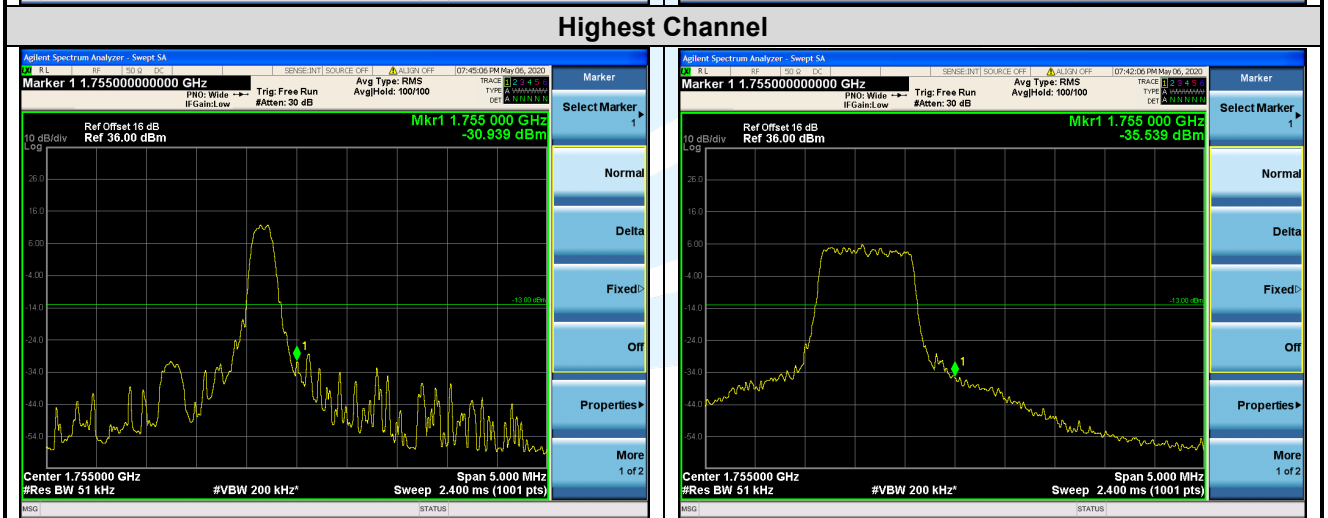 Highest Channel
Agilent Spectrum Analyzer - Swept SA
RL RF 50 Ω DC SENSE:INT SOURCE OFF ALIGN OFF 07:45:06 PM May 06, 2020
Marker 1 1.755000000000 GHz
PNO: Wide
IFGain:Low
Trig: Free Run
#Atten: 30 dB
Avg Type: RMS
Avg|Hold: 100/100
TRACE 1 2 3 4 5 6
TYPE A
DET A N N N N N
Mkr1 1.755 000 GHz
-30.939 dBm
Ref Offset 16 dB
10 dB/div Ref 36.00 dBm
Log
26.0
16.0
6.00
-4.00
-13.00 dBm
-14.0
-24.0
1
-34.0
-44.0
-54.0
Center 1.755000 GHz Span 5.000 MHz
#Res BW 51 kHz #VBW 200 kHz* Sweep 2.400 ms (1001 pts)
MSG STATUS
Marker
Select Marker
1
Normal
Delta
Fixed
Off
Properties
More
1 of 2
Agilent Spectrum Analyzer - Swept SA
RL RF 50 Ω DC SENSE:INT SOURCE OFF ALIGN OFF 07:42:06 PM May 06, 2020
Marker 1 1.755000000000 GHz
PNO: Wide
IFGain:Low
Trig: Free Run
#Atten: 30 dB
Avg Type: RMS
Avg|Hold: 100/100
TRACE 1 2 3 4 5 6
TYPE A
DET A N N N N N
Mkr1 1.755 000 GHz
-35.539 dBm
Ref Offset 16 dB
10 dB/div Ref 36.00 dBm
Log
26.0
16.0
6.00
-4.00
-13.00 dBm
-14.0
-24.0
1
-34.0
-44.0
-54.0
Center 1.755000 GHz Span 5.000 MHz
#Res BW 51 kHz #VBW 200 kHz* Sweep 2.400 ms (1001 pts)
MSG STATUS
Marker
Select Marker
1
Normal
Delta
Fixed
Off
Properties
More
1 of 2